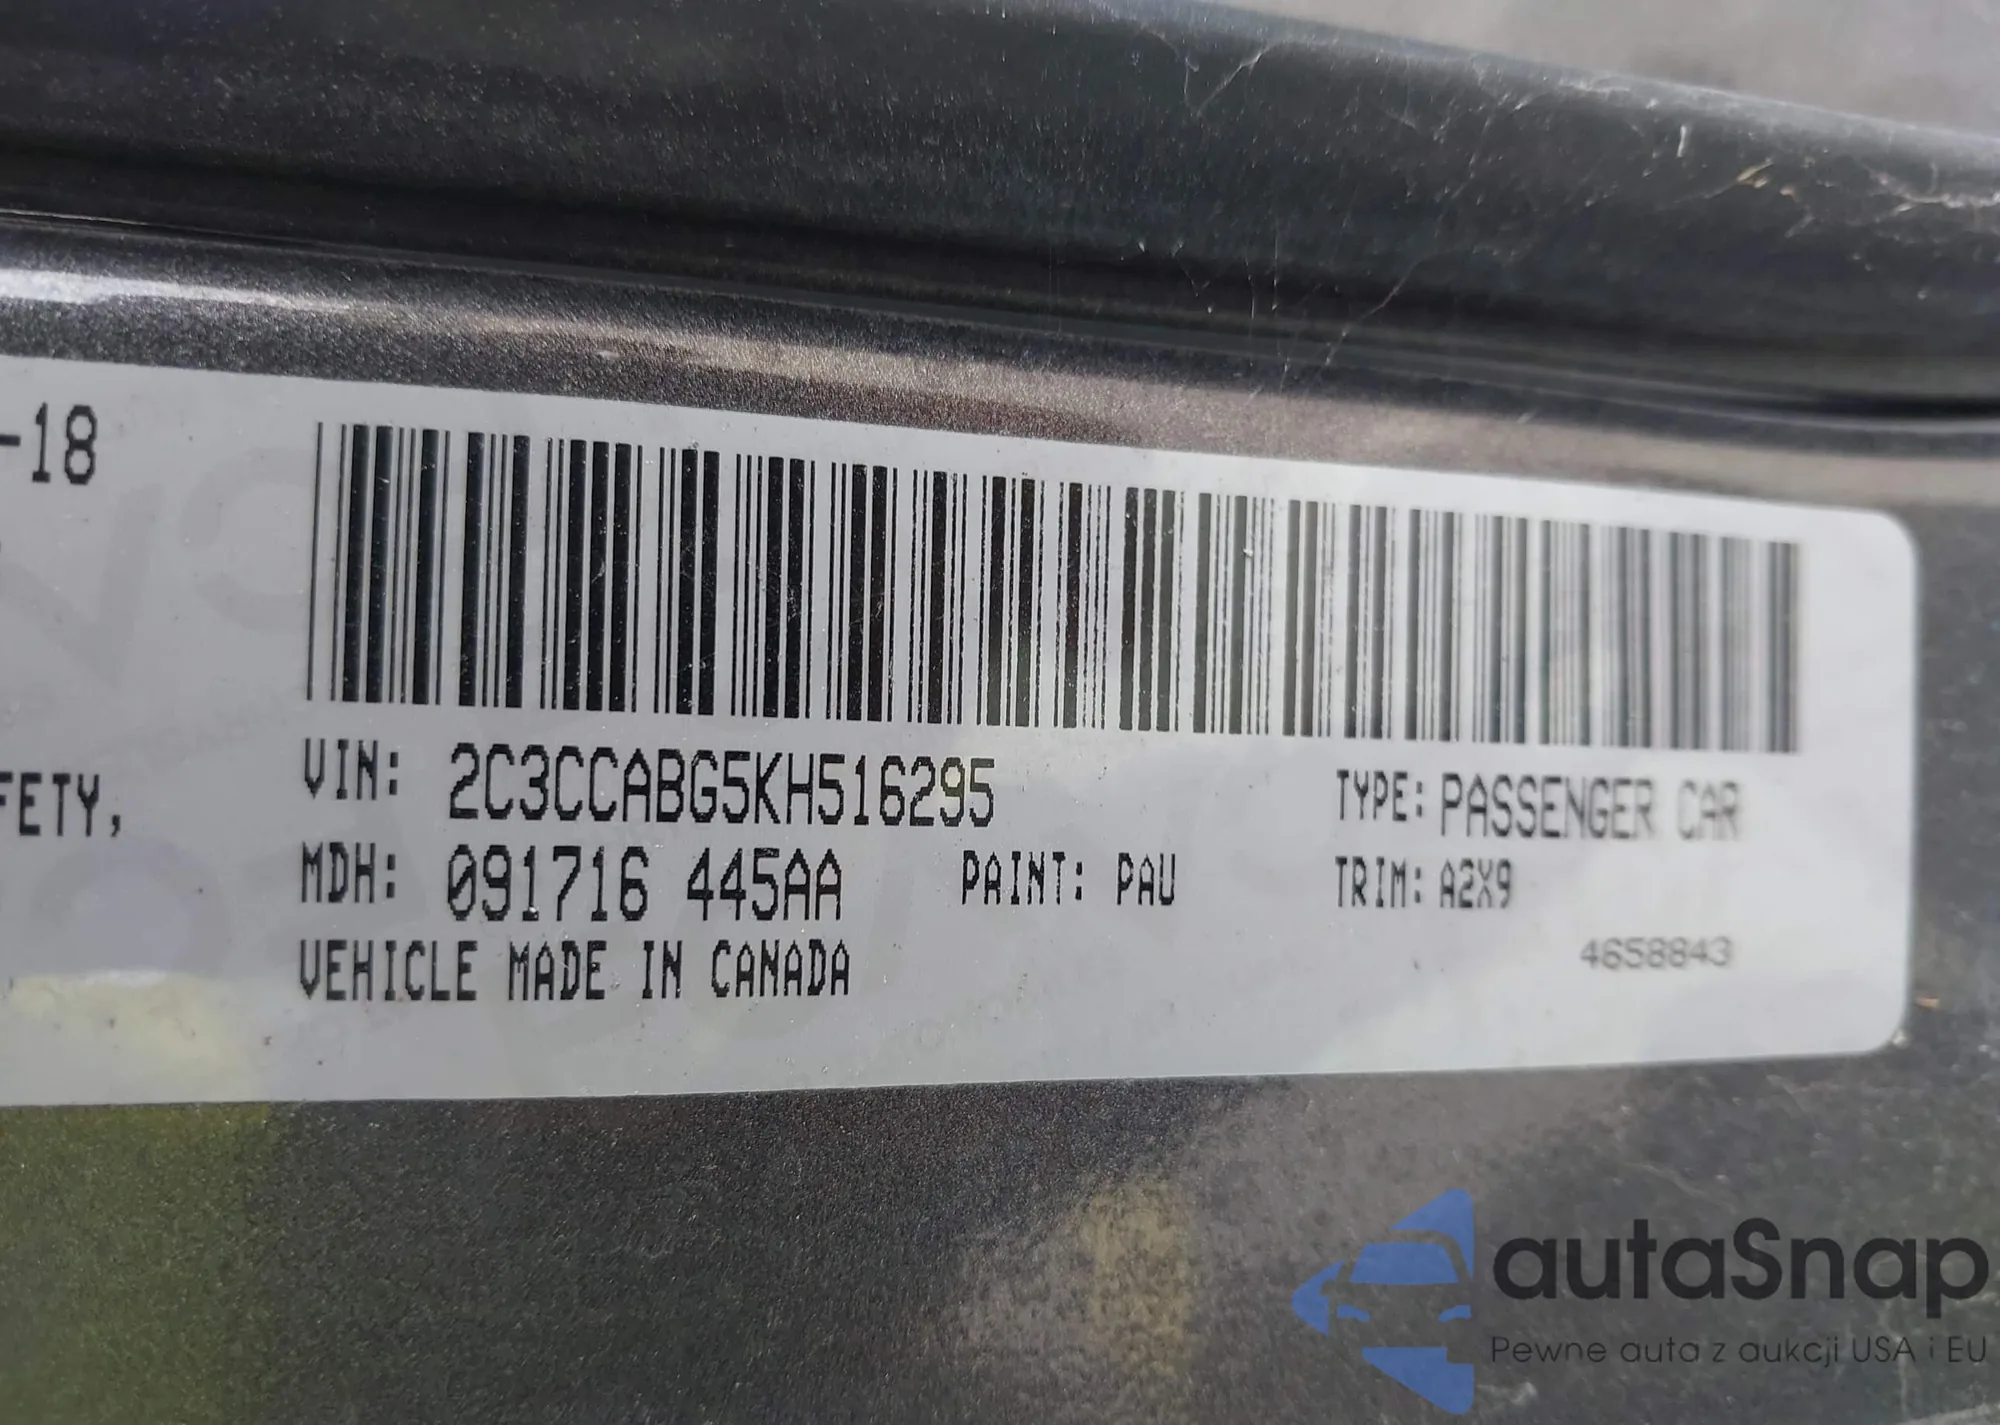 -18
FETY,
VIN: 2C3CCABG5KH516295
TYPE: PASSENGER CAR
MDH: 091716 445AA
PAINT: PAU
TRIM: A2X9
VEHICLE MADE IN CANADA
4658843
autaSnap
Pewne auta z aukcji USA i EU